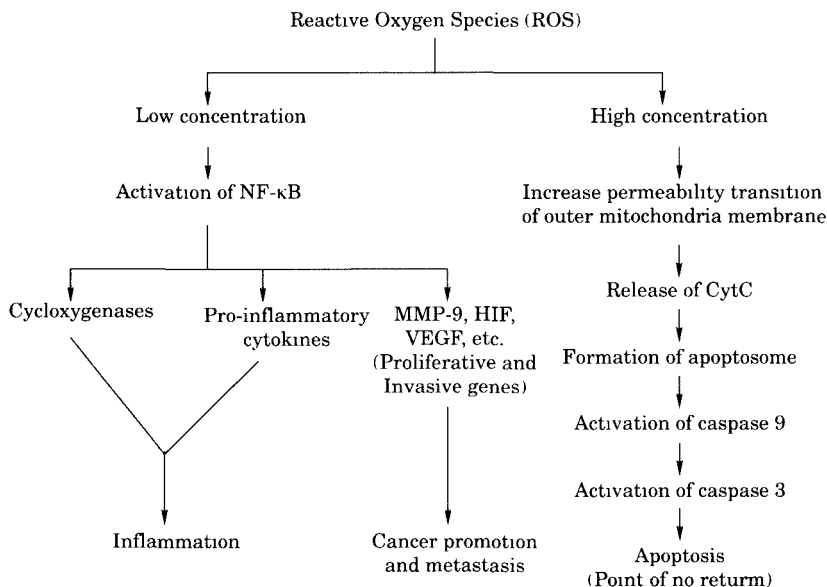 Reactive Oxygen Species (ROS)
Low concentration
High concentration
Activation of NF-κB
Increase permeability transition
of outer mitochondria membrane
Cycloxygenases
Pro-inflammatory
cytokines
MMP-9, HIF,
VEGF, etc.
(Proliferative and
Invasive genes)
Release of CytC
Formation of apoptosome
Activation of caspase 9
Activation of caspase 3
Inflammation
Cancer promotion
and metastasis
Apoptosis
(Point of no returm)